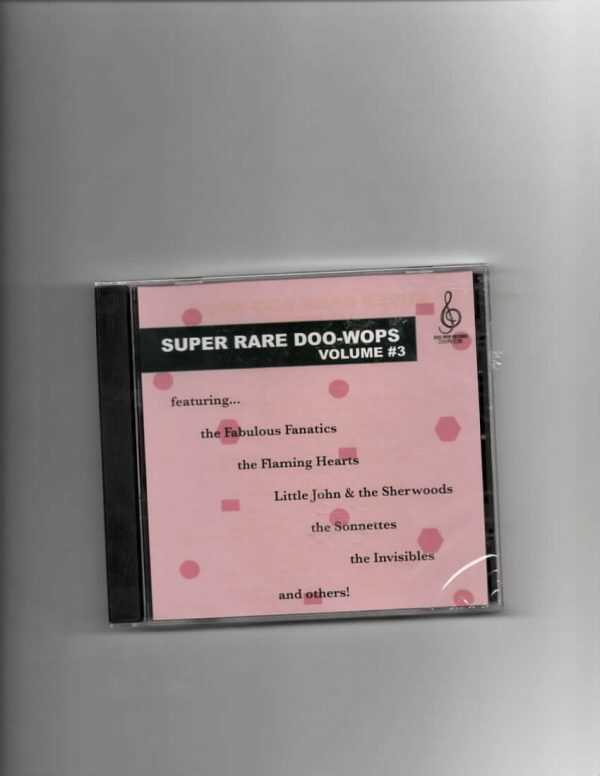 SUPER RARE DOO-WOPS
VOLUME #3
featuring...
the Fabulous Fanatics
the Flaming Hearts
Little John & the Sherwoods
the Sonnettes
the Invisibles
and others!